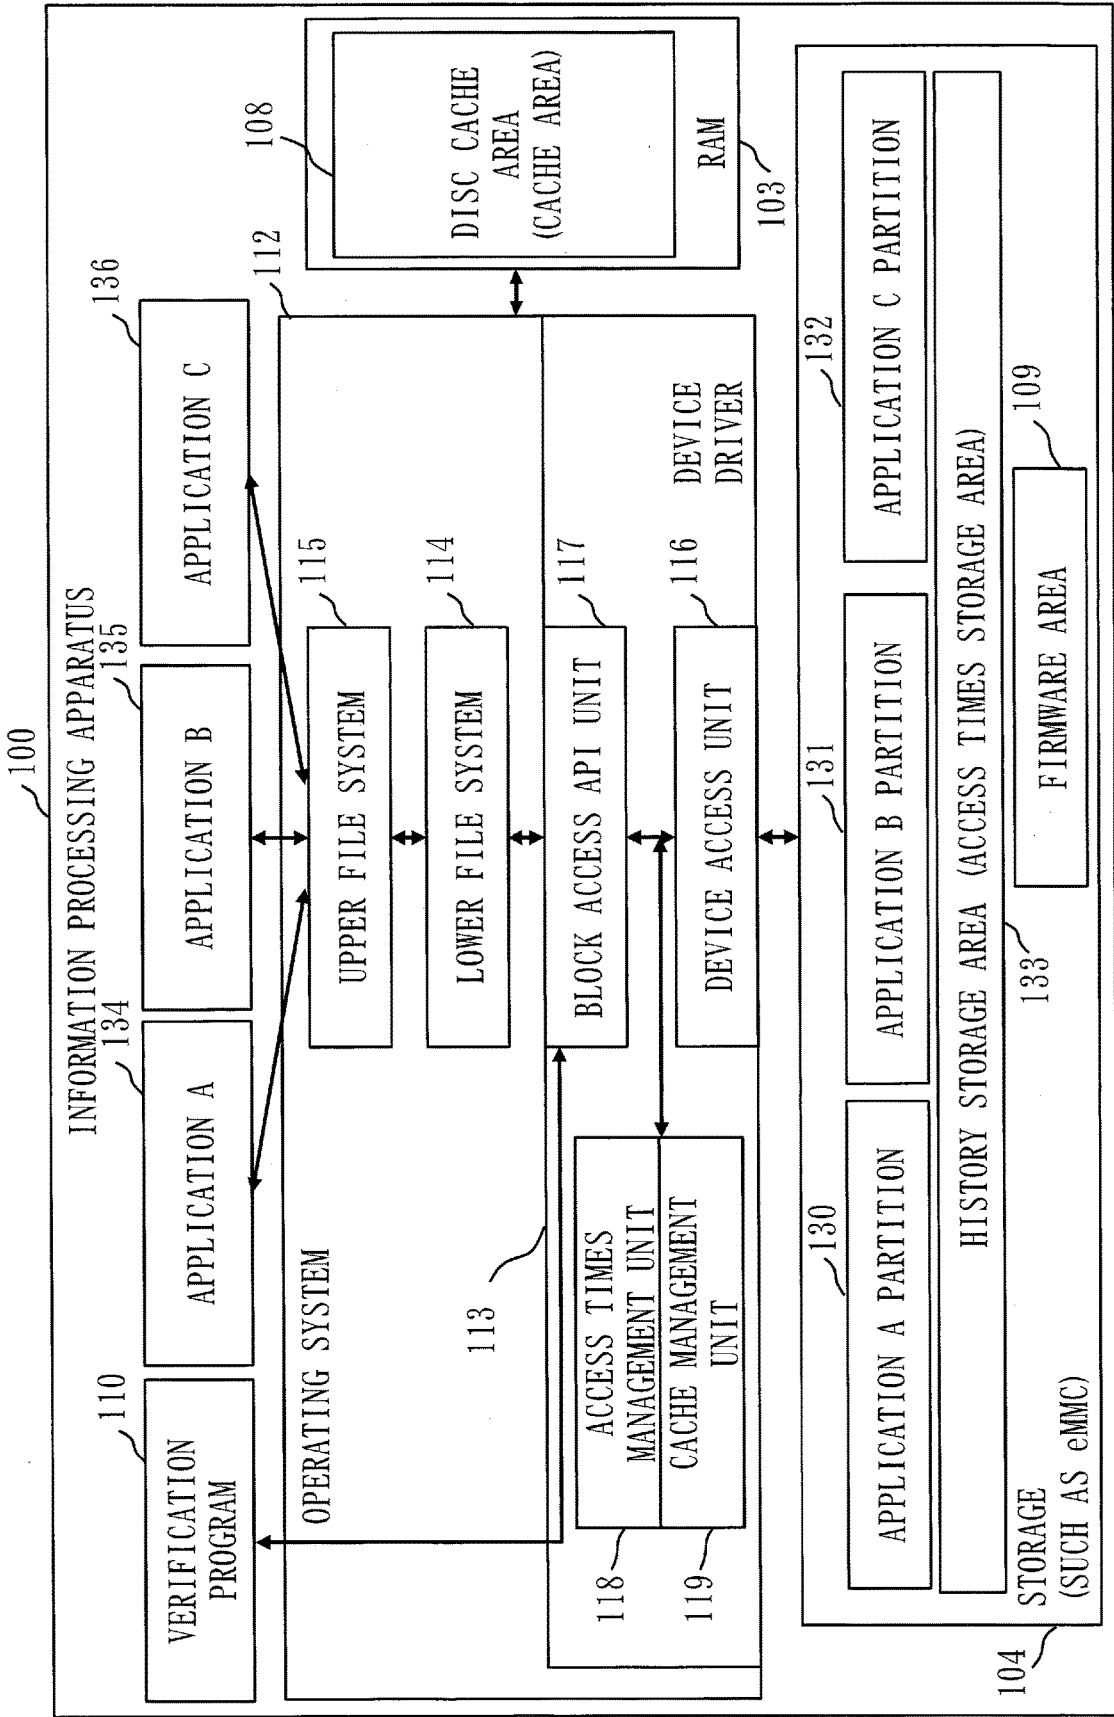 100
INFORMATION PROCESSING APPARATUS
110
134
135
136
VERIFICATION
PROGRAM
APPLICATION A
APPLICATION B
APPLICATION C
112
108
OPERATING SYSTEM
115
UPPER FILE SYSTEM
114
LOWER FILE SYSTEM
DISC CACHE
AREA
(CACHE AREA)
RAM
103
113
117
BLOCK ACCESS API UNIT
ACCESS TIMES
MANAGEMENT UNIT
CACHE MANAGEMENT
UNIT
118
119
116
DEVICE ACCESS UNIT
DEVICE
DRIVER
130
131
132
APPLICATION A PARTITION
APPLICATION B PARTITION
APPLICATION C PARTITION
HISTORY STORAGE AREA (ACCESS TIMES STORAGE AREA)
133
109
FIRMWARE AREA
STORAGE
(SUCH AS eMMC)
104